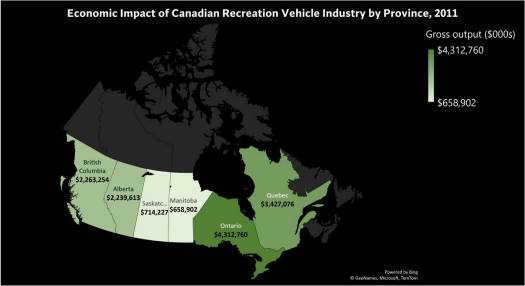 Economic Impact of Canadian Recreation Vehicle Industry by Province, 2011
Gross output ($000s)
$4,312,760
$658,902
British
Columbia
$2,263,254
Alberta
$2,239,613
Saskatc...
$714,227
Manitoba
$658,902
Ontario
$4,312,760
Quebec
$3,427,076
Powered by Bing
© GeoNames, Microsoft, TomTom